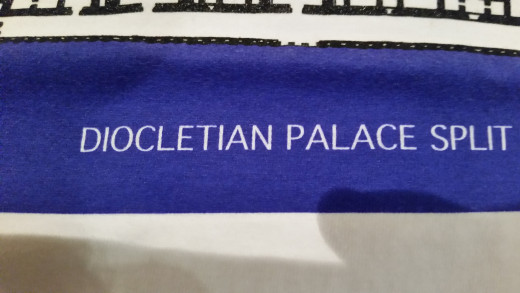 DIOCLETIAN PALACE SPLIT